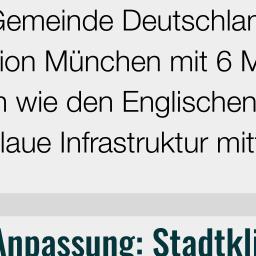 Gemeinde Deutschlan
ion München mit 6 M
n wie den Englischen
laue Infrastruktur mit
Anpassung: Stadtkli